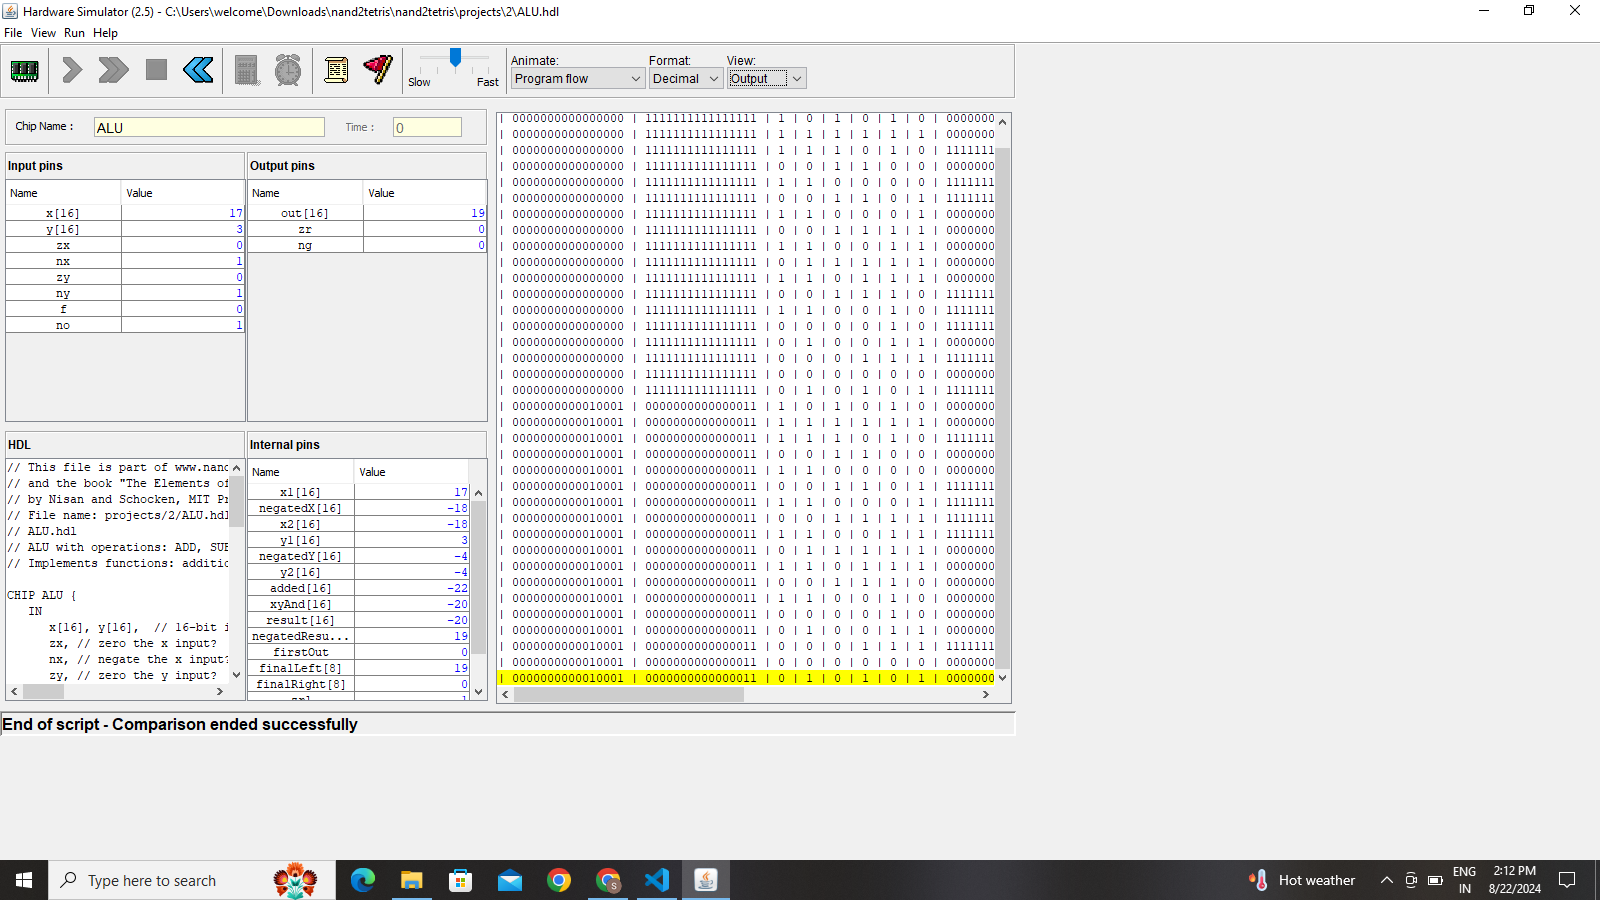 Hardware Simulator (2.5) - C:\Users\welcome\Downloads\nand2tetris\nand2tetris\projects\2\ALU.hdl
File View Run Help
Slow Fast
Animate: Format: View:
Program flow Decimal Output
Chip Name : ALU Time : 0
Input pins
Name Value
x[16] 17
y[16] 3
zx 0
nx 1
zy 0
ny 1
f 0
no 1
Output pins
Name Value
out[16] 19
zr 0
ng 0
HDL
// This file is part of www.nand
// and the book "The Elements of
// by Nisan and Schocken, MIT Pr
// File name: projects/2/ALU.hdl
// ALU.hdl
// ALU with operations: ADD, SUB
// Implements functions: additio
CHIP ALU {
IN
x[16], y[16], // 16-bit i
zx, // zero the x input?
nx, // negate the x input?
zy, // zero the y input?
Internal pins
Name Value
x1[16] 17
negatedX[16] -18
x2[16] -18
y1[16] 3
negatedY[16] -4
y2[16] -4
added[16] -22
xyAnd[16] -20
result[16] -20
negatedResu... 19
firstOut 0
finalLeft[8] 19
finalRight[8] 0
| 0000000000000000 | 1111111111111111 | 1 | 0 | 1 | 0 | 1 | 0 | 0000000
| 0000000000000000 | 1111111111111111 | 1 | 1 | 1 | 1 | 1 | 1 | 0000000
| 0000000000000000 | 1111111111111111 | 1 | 1 | 1 | 0 | 1 | 0 | 1111111
| 0000000000000000 | 1111111111111111 | 0 | 0 | 1 | 1 | 0 | 0 | 0000000
| 0000000000000000 | 1111111111111111 | 1 | 1 | 0 | 0 | 0 | 0 | 1111111
| 0000000000000000 | 1111111111111111 | 0 | 0 | 1 | 1 | 0 | 1 | 1111111
| 0000000000000000 | 1111111111111111 | 1 | 1 | 0 | 0 | 0 | 1 | 0000000
| 0000000000000000 | 1111111111111111 | 0 | 0 | 1 | 1 | 1 | 1 | 0000000
| 0000000000000000 | 1111111111111111 | 1 | 1 | 0 | 0 | 1 | 1 | 0000000
| 0000000000000000 | 1111111111111111 | 0 | 1 | 1 | 1 | 1 | 1 | 0000000
| 0000000000000000 | 1111111111111111 | 1 | 1 | 0 | 1 | 1 | 1 | 0000000
| 0000000000000000 | 1111111111111111 | 0 | 0 | 1 | 1 | 1 | 0 | 1111111
| 0000000000000000 | 1111111111111111 | 1 | 1 | 0 | 0 | 1 | 0 | 1111111
| 0000000000000000 | 1111111111111111 | 0 | 0 | 0 | 0 | 1 | 0 | 1111111
| 0000000000000000 | 1111111111111111 | 0 | 1 | 0 | 0 | 1 | 1 | 0000000
| 0000000000000000 | 1111111111111111 | 0 | 0 | 0 | 1 | 1 | 1 | 1111111
| 0000000000000000 | 1111111111111111 | 0 | 0 | 0 | 0 | 0 | 0 | 0000000
| 0000000000000000 | 1111111111111111 | 0 | 1 | 0 | 1 | 0 | 1 | 1111111
| 0000000000010001 | 0000000000000011 | 1 | 0 | 1 | 0 | 1 | 0 | 0000000
| 0000000000010001 | 0000000000000011 | 1 | 1 | 1 | 1 | 1 | 1 | 0000000
| 0000000000010001 | 0000000000000011 | 1 | 1 | 1 | 0 | 1 | 0 | 1111111
| 0000000000010001 | 0000000000000011 | 0 | 0 | 1 | 1 | 0 | 0 | 0000000
| 0000000000010001 | 0000000000000011 | 1 | 1 | 0 | 0 | 0 | 0 | 0000000
| 0000000000010001 | 0000000000000011 | 0 | 0 | 1 | 1 | 0 | 1 | 1111111
| 0000000000010001 | 0000000000000011 | 1 | 1 | 0 | 0 | 0 | 1 | 1111111
| 0000000000010001 | 0000000000000011 | 0 | 0 | 1 | 1 | 1 | 1 | 1111111
| 0000000000010001 | 0000000000000011 | 1 | 1 | 0 | 0 | 1 | 1 | 1111111
| 0000000000010001 | 0000000000000011 | 0 | 1 | 1 | 1 | 1 | 1 | 0000000
| 0000000000010001 | 0000000000000011 | 1 | 1 | 0 | 1 | 1 | 1 | 0000000
| 0000000000010001 | 0000000000000011 | 0 | 0 | 1 | 1 | 1 | 0 | 0000000
| 0000000000010001 | 0000000000000011 | 1 | 1 | 0 | 0 | 1 | 0 | 0000000
| 0000000000010001 | 0000000000000011 | 0 | 0 | 0 | 0 | 1 | 0 | 0000000
| 0000000000010001 | 0000000000000011 | 0 | 1 | 0 | 0 | 1 | 1 | 0000000
| 0000000000010001 | 0000000000000011 | 0 | 0 | 0 | 1 | 1 | 1 | 1111111
| 0000000000010001 | 0000000000000011 | 0 | 0 | 0 | 0 | 0 | 0 | 0000000
| 0000000000010001 | 0000000000000011 | 0 | 1 | 0 | 1 | 0 | 1 | 0000000
End of script - Comparison ended successfully
Type here to search
Hot weather
ENG
IN
2:12 PM
8/22/2024